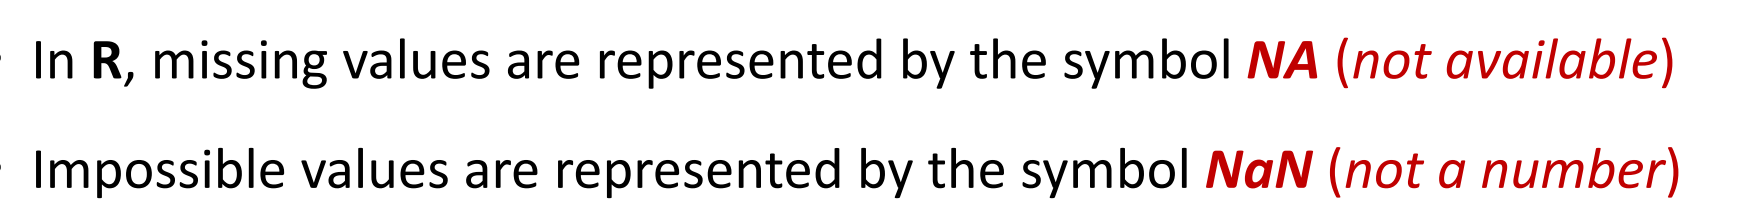 • In R, missing values are represented by the symbol NA (not available)
• Impossible values are represented by the symbol NaN (not a number)